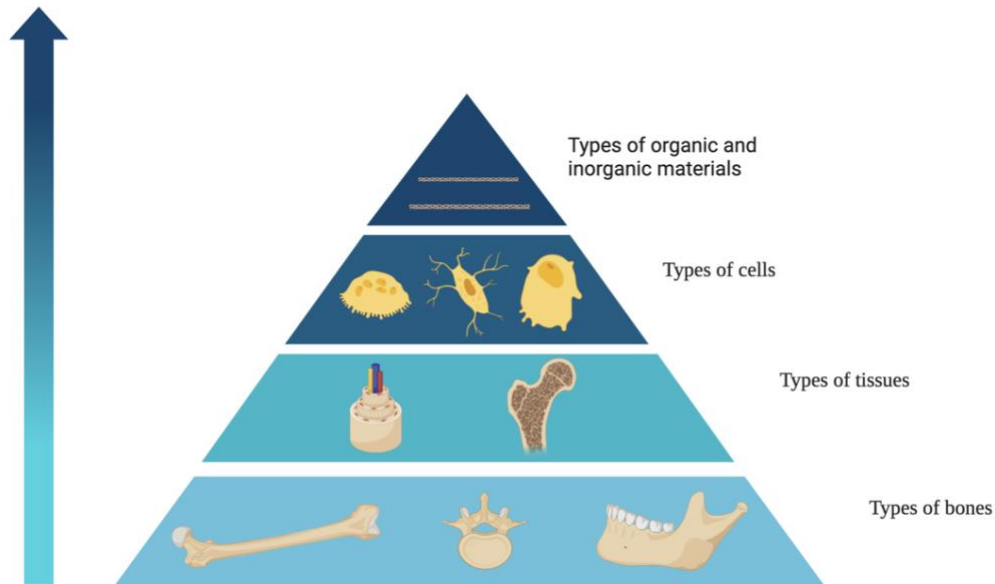 Types of organic and
inorganic materials
Types of cells
Types of tissues
Types of bones